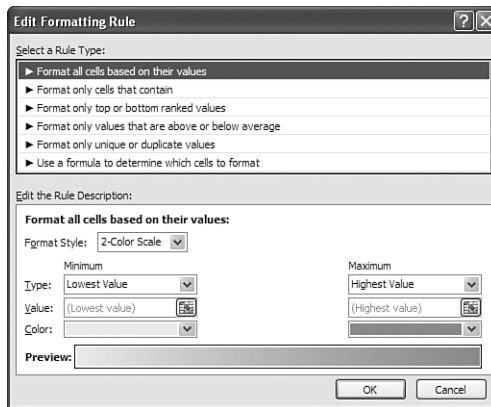 Edit Formatting Rule
Select a Rule Type:
► Format all cells based on their values
► Format only cells that contain
► Format only top or bottom ranked values
► Format only values that are above or below average
► Format only unique or duplicate values
► Use a formula to determine which cells to format
Edit the Rule Description:
Format all cells based on their values:
Format Style: 2-Color Scale
Minimum Maximum
Type: Lowest Value Highest Value
Value: (Lowest value) (Highest value)
Color:
Preview:
OK Cancel